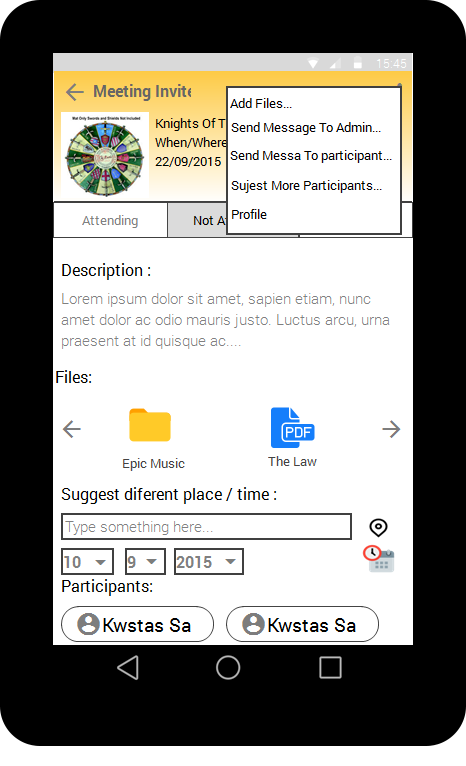 15:45
Meeting Invite
Add Files...
Send Message To Admin...
Send Messa To participant...
Sujest More Participants...
Profile
Mat Only Swords and Shields Not Included
Knights Of T
When/Where
22/09/2015
Attending
Not A
Description :
Lorem ipsum dolor sit amet, sapien etiam, nunc
amet dolor ac odio mauris justo. Luctus arcu, urna
praesent at id quisque ac....
Files:
PDF
Epic Music
The Law
Suggest diferent place / time :
Type something here...
10 9 2015
Participants:
Kwstas Sa
Kwstas Sa